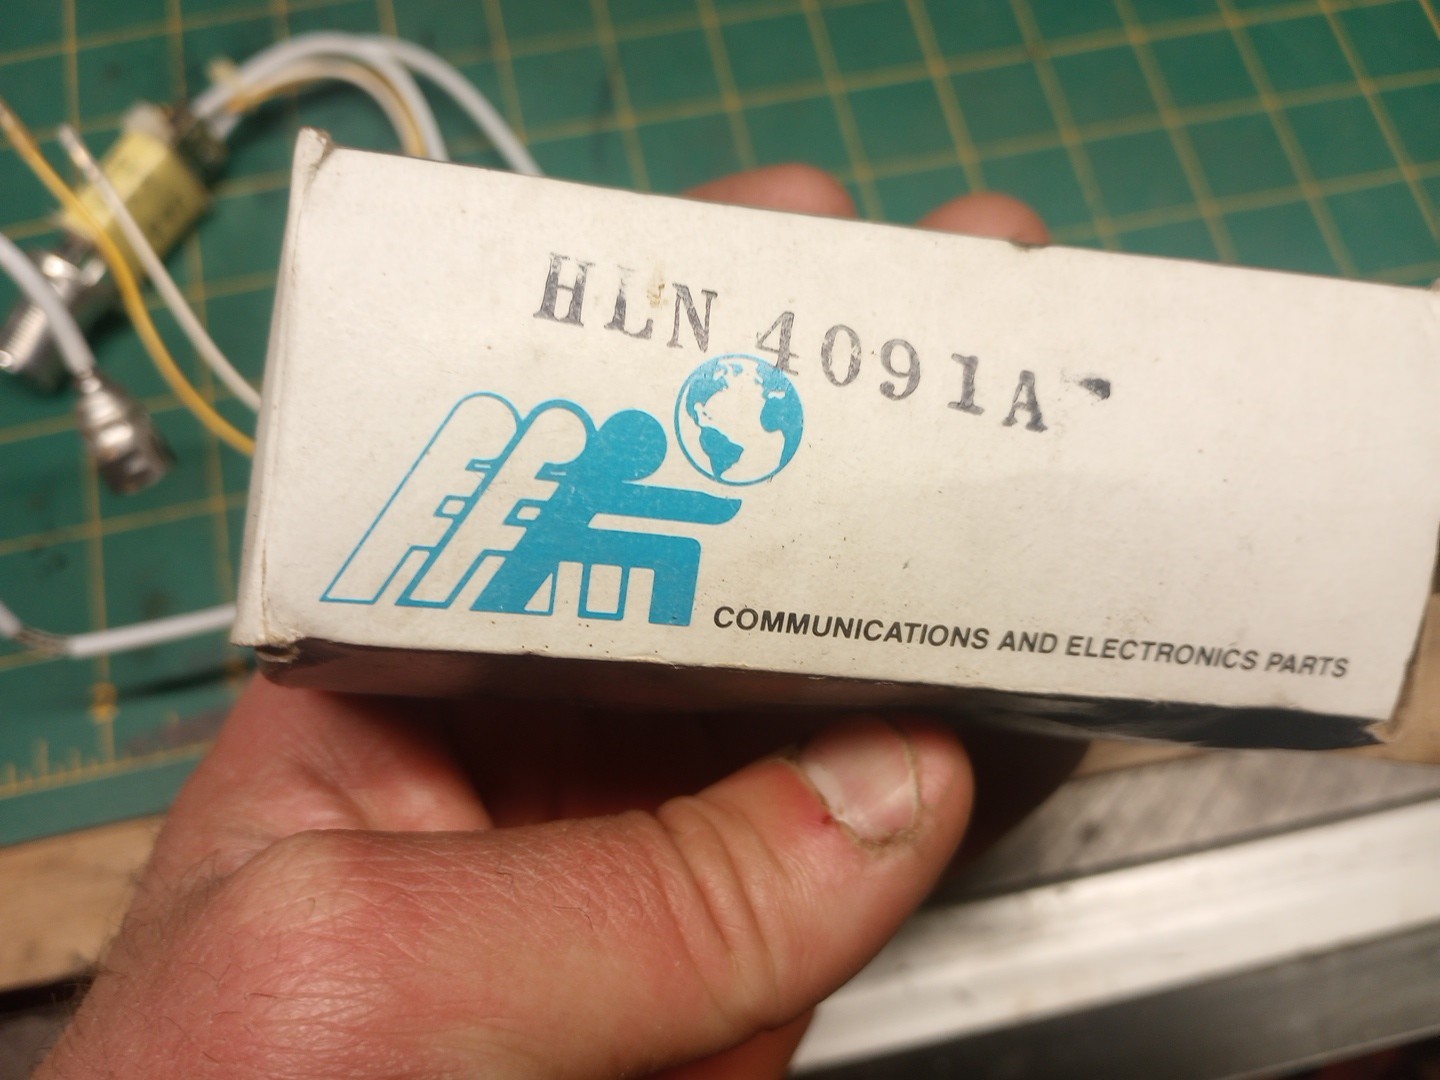 HLN 4091A
COMMUNICATIONS AND ELECTRONICS PARTS